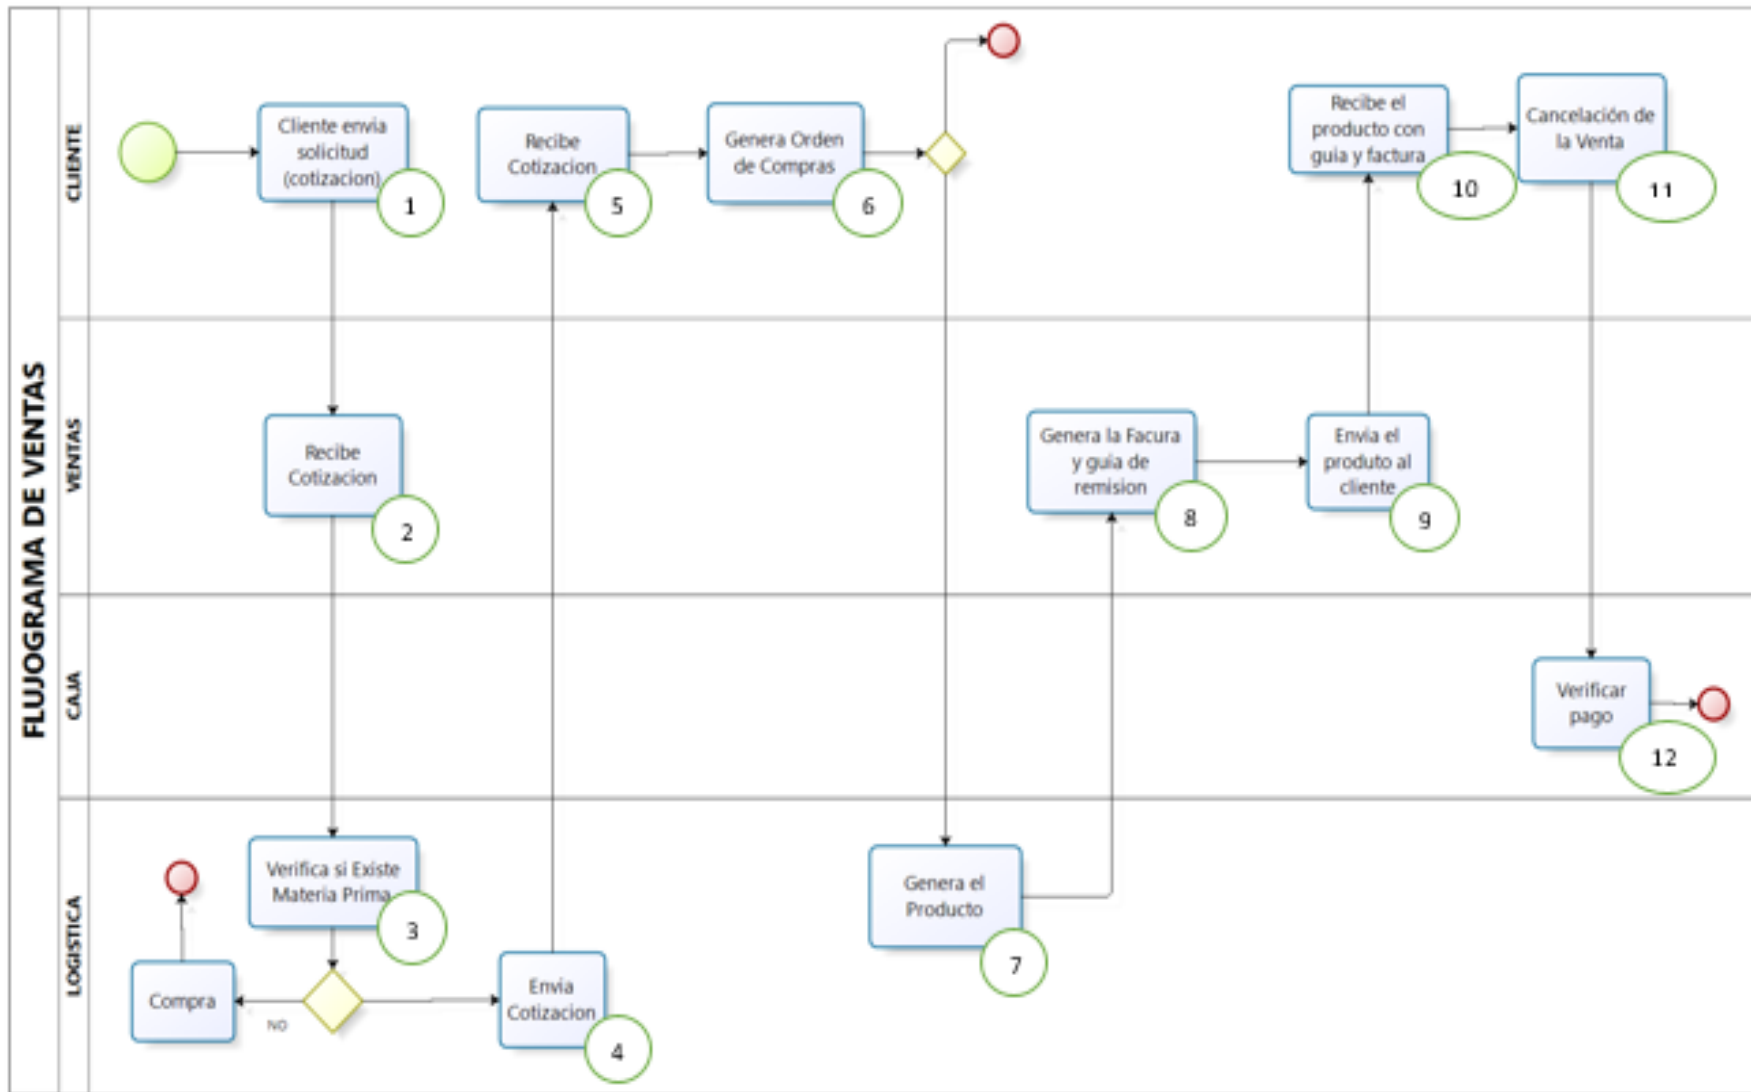 FLUJOGRAMA DE VENTAS
CLIENTE
Cliente envia
solicitud
(cotizacion)
1
Recibe
Cotizacion
5
Genera Orden
de Compras
6
Recibe el
producto con
guia y factura
10
Cancelación de
la Venta
11
VENTAS
Recibe
Cotizacion
2
Genera la Facura
y guia de
remision
8
Envia el
produto al
cliente
9
CAJA
Verificar
pago
12
LOGISTICA
Verifica si Existe
Materia Prima
3
Compra
NO
Envia
Cotizacion
4
Genera el
Producto
7